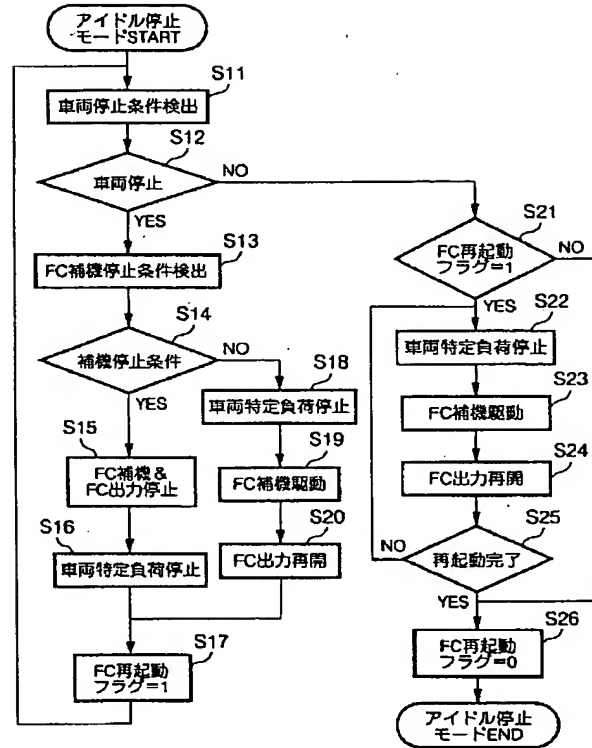 アイドル停止
モードSTART
S11
車両停止条件検出
S12
車両停止
NO
YES
S13
FC補機停止条件検出
S14
補機停止条件
NO
YES
S15
FC補機&
FC出力停止
S16
車両特定負荷停止
S17
FC再起動
フラグ=1
S18
車両特定負荷停止
S19
FC補機駆動
S20
FC出力再開
S21
FC再起動
フラグ=1
NO
YES
S22
車両特定負荷停止
S23
FC補機駆動
S24
FC出力再開
S25
再起動完了
NO
YES
S26
FC再起動
フラグ=0
アイドル停止
モードEND